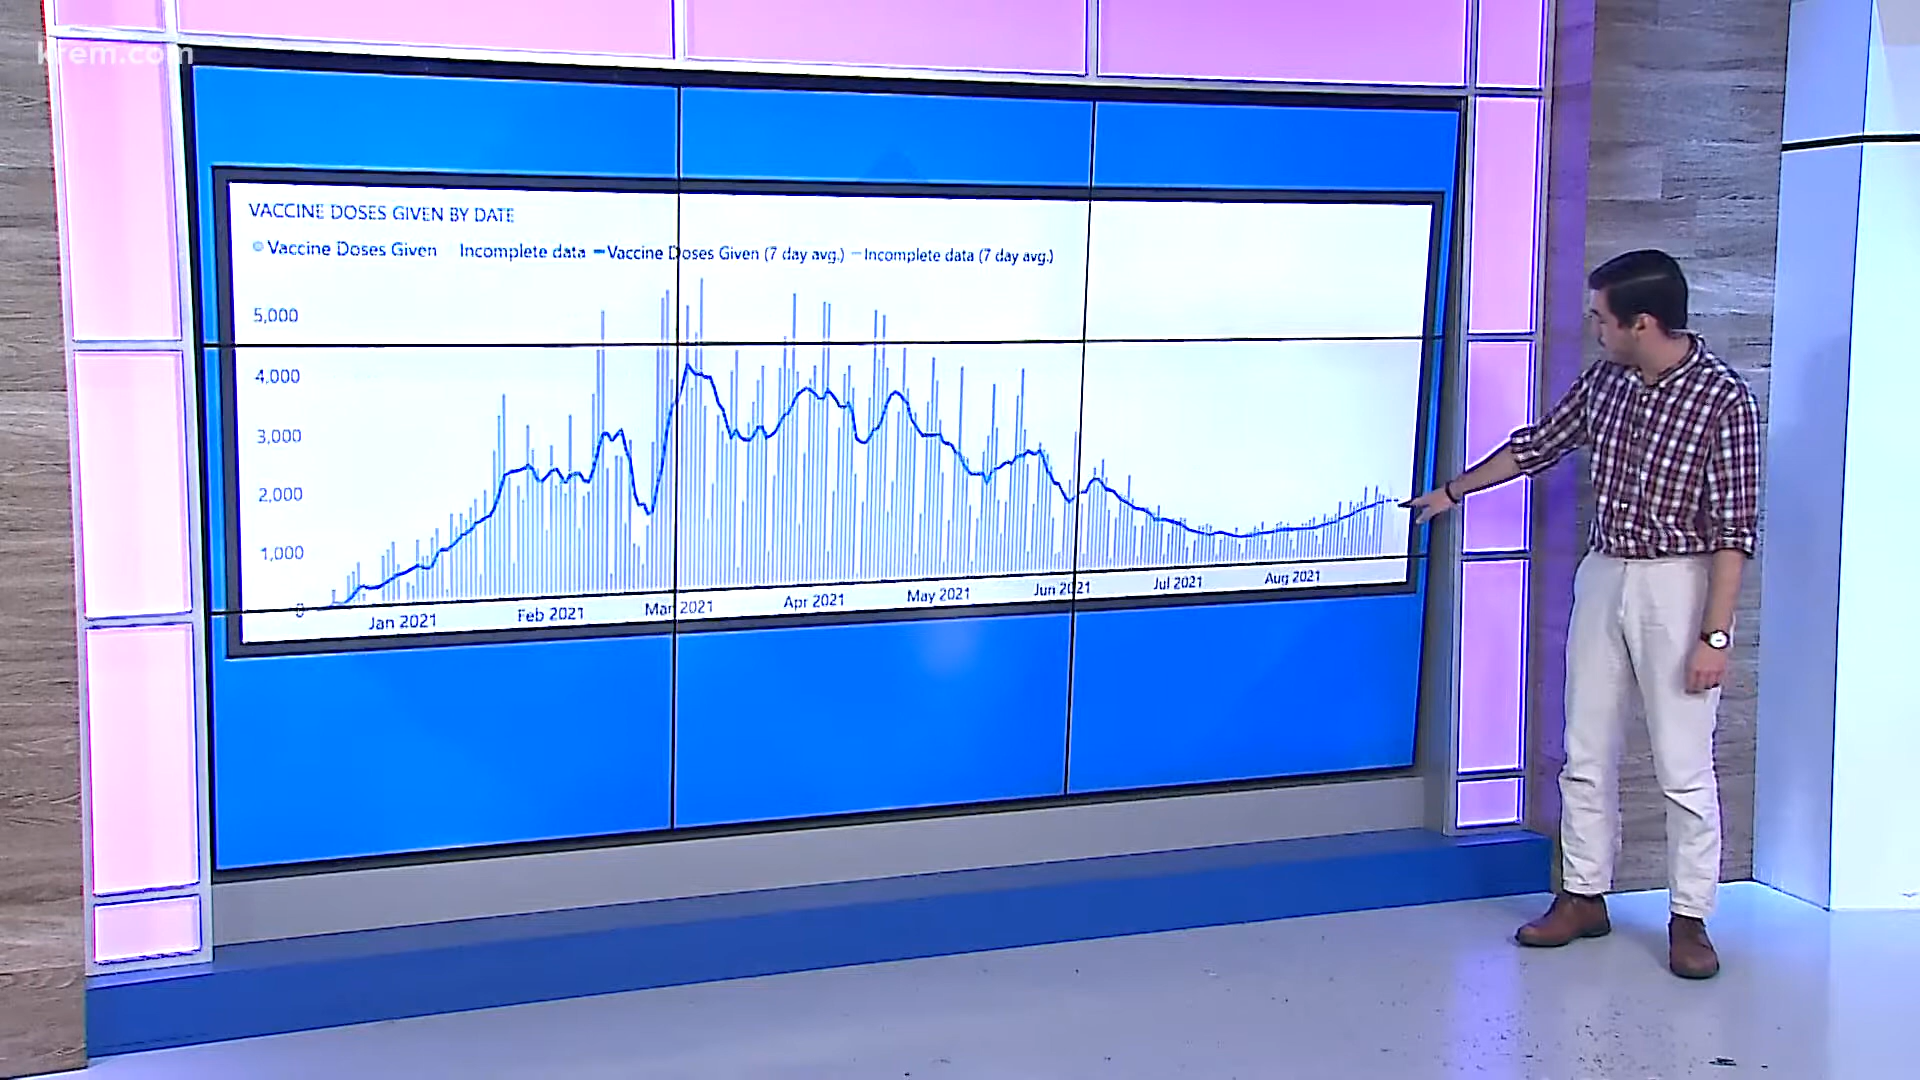 krem.com
VACCINE DOSES GIVEN BY DATE
Vaccine Doses Given Incomplete data Vaccine Doses Given (7 day avg.) Incomplete data (7 day avg.)
5,000
4,000
3,000
2,000
1,000
0
Jan 2021 Feb 2021 Mar 2021 Apr 2021 May 2021 Jun 2021 Jul 2021 Aug 2021